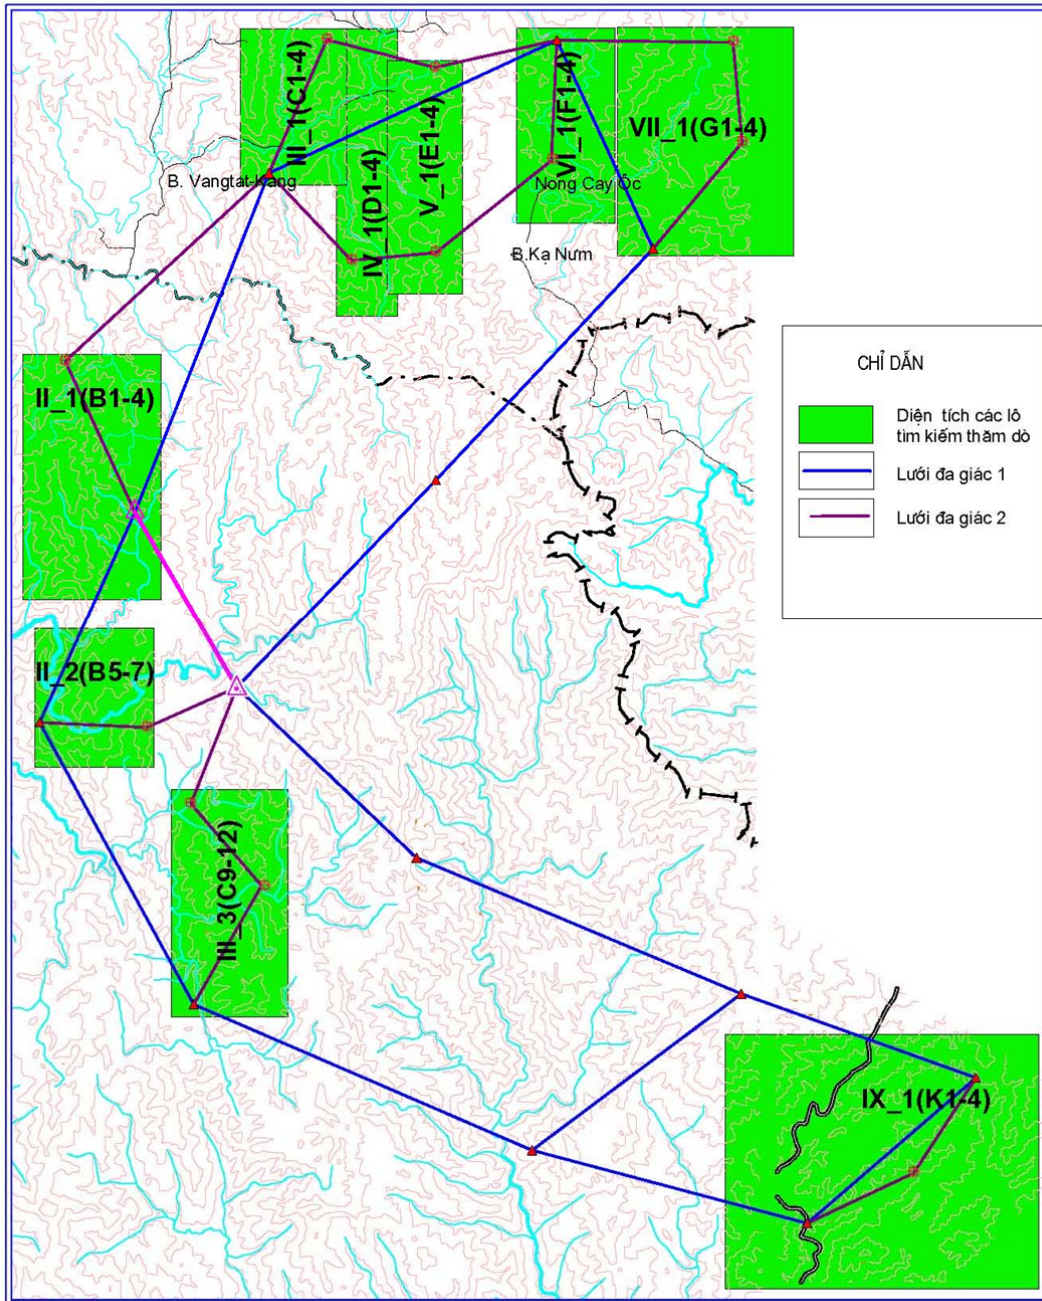 III_1(C1-4)
IV_1(D1-4)
V_1(E1-4)
VI_1(F1-4)
VII_1(G1-4)
B. Vangtat-Kang
Nong Cay Ốc
B.Kạ Nưm
II_1(B1-4)
CHỈ DẪN
Diện tích các lô
tìm kiếm thăm dò
Lưới đa giác 1
Lưới đa giác 2
II_2(B5-7)
III_3(C9-12)
IX_1(K1-4)